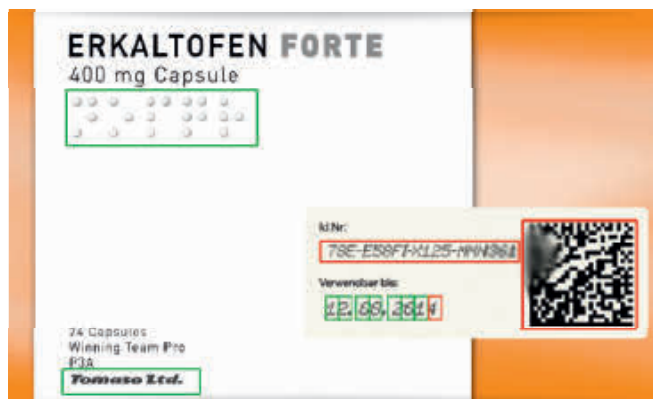 ERKALTOFEN FORTE
400 mg Capsule
Id.Nr.:
Verwendbar bis:
24 Capsules
Winning Team Pro
P3A
Tomaso Ltd.